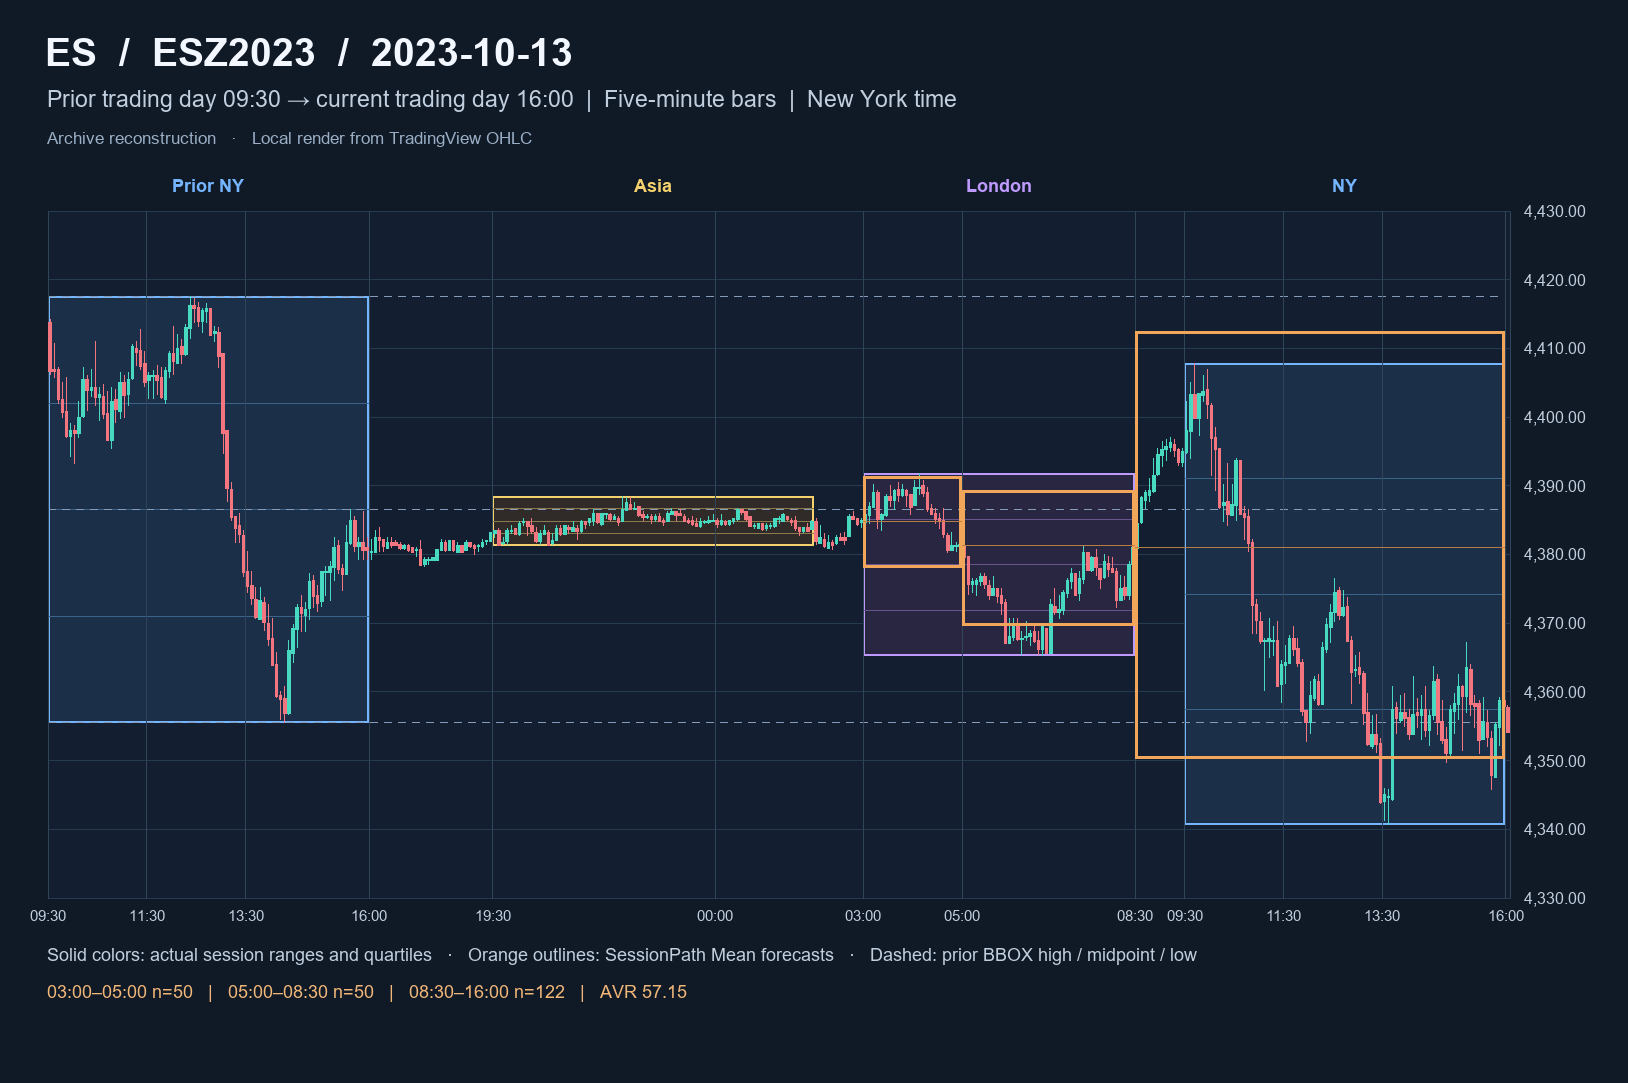 ES / ESZ2023 / 2023-10-13
Prior trading day 09:30 → current trading day 16:00 | Five-minute bars | New York time
Archive reconstruction · Local render from TradingView OHLC
Prior NY Asia London NY
4,430.00
4,420.00
4,410.00
4,400.00
4,390.00
4,380.00
4,370.00
4,360.00
4,350.00
4,340.00
4,330.00
09:30 11:30 13:30 16:00 19:30 00:00 03:00 05:00 08:30 09:30 11:30 13:30 16:00
Solid colors: actual session ranges and quartiles · Orange outlines: SessionPath Mean forecasts · Dashed: prior BBOX high / midpoint / low
03:00–05:00 n=50 | 05:00–08:30 n=50 | 08:30–16:00 n=122 | AVR 57.15